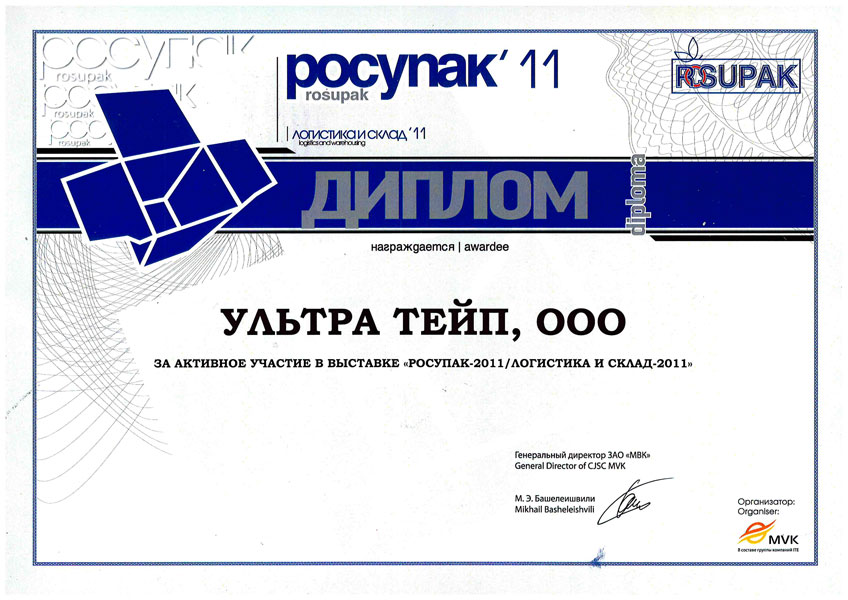 росупак
rosupak
росупак
rosupak
росупак
rosupak
росупак'11
rosupak
ЛОГИСТИКА И СКЛАД '11
logistics and warehousing
ROSUPAK
ДИПЛОМ
diploma
награждается | awardee
УЛЬТРА ТЕЙП, ООО
ЗА АКТИВНОЕ УЧАСТИЕ В ВЫСТАВКЕ «РОСУПАК-2011/ЛОГИСТИКА И СКЛАД-2011»
Генеральный директор ЗАО «МВК»
General Director of CJSC MVK
М. Э. Башелеишвили
Mikhail Basheleishvili
Организатор:
Organiser:
MVK
В составе группы компаний ITE